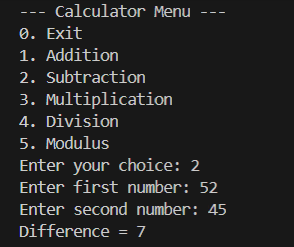 --- Calculator Menu ---
0. Exit
1. Addition
2. Subtraction
3. Multiplication
4. Division
5. Modulus
Enter your choice: 2
Enter first number: 52
Enter second number: 45
Difference = 7